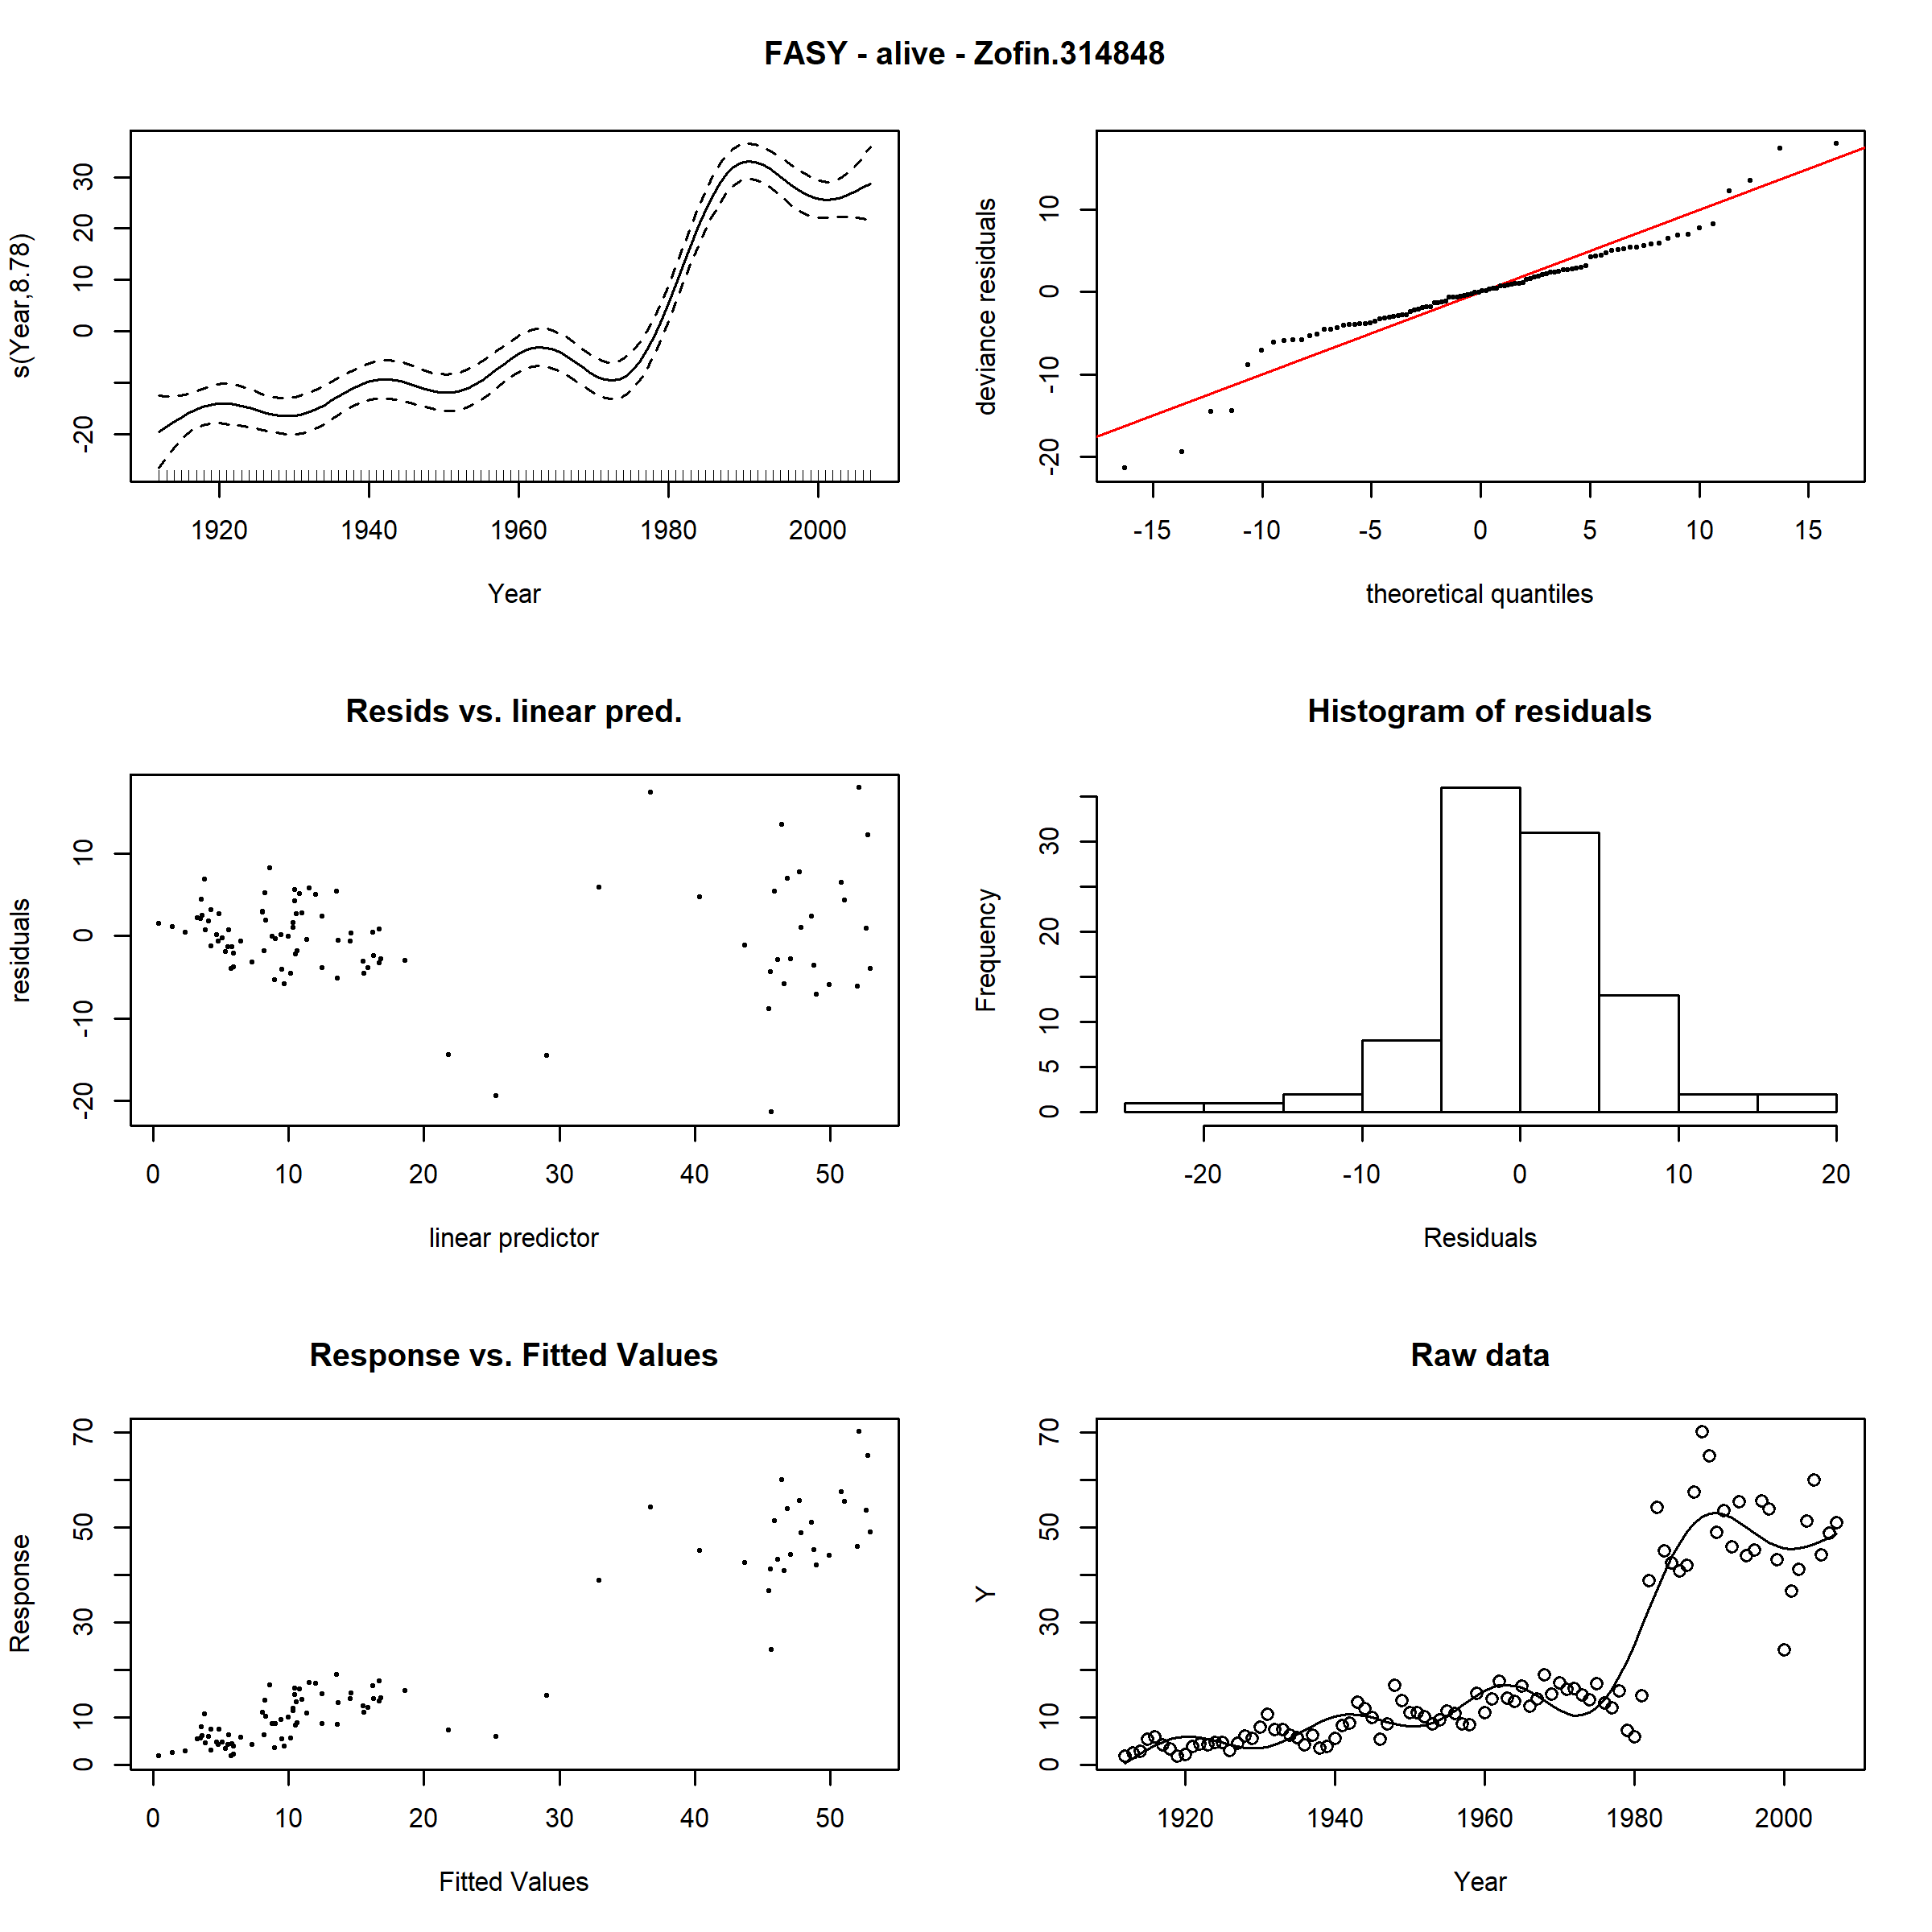 FASY - alive - Zofin.314848
s(Year,8.78)
-20 0 10 20 30
1920 1940 1960 1980 2000
Year
deviance residuals
-20 -10 0 10
-15 -10 -5 0 5 10 15
theoretical quantiles
Resids vs. linear pred.
residuals
-20 -10 0 10
0 10 20 30 40 50
linear predictor
Histogram of residuals
Frequency
0 5 10 20 30
-20 -10 0 10 20
Residuals
Response vs. Fitted Values
Response
0 10 30 50 70
0 10 20 30 40 50
Fitted Values
Raw data
Y
0 10 30 50 70
1920 1940 1960 1980 2000
Year